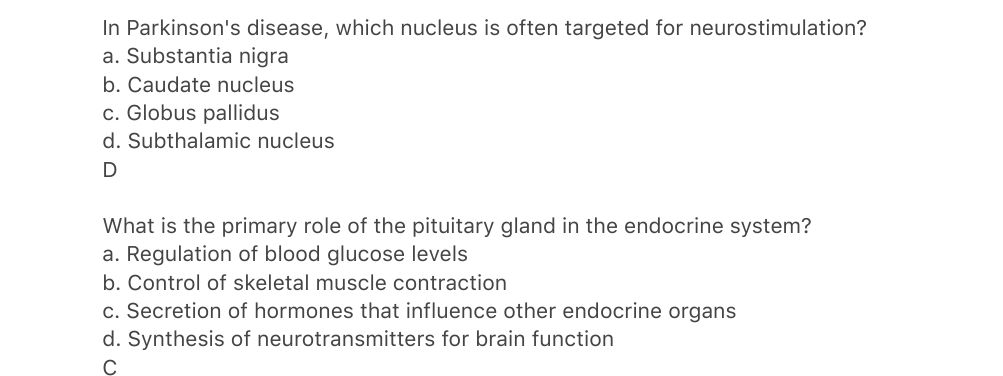 In Parkinson's disease, which nucleus is often targeted for neurostimulation?
a. Substantia nigra
b. Caudate nucleus
c. Globus pallidus
d. Subthalamic nucleus
D
What is the primary role of the pituitary gland in the endocrine system?
a. Regulation of blood glucose levels
b. Control of skeletal muscle contraction
c. Secretion of hormones that influence other endocrine organs
d. Synthesis of neurotransmitters for brain function
C